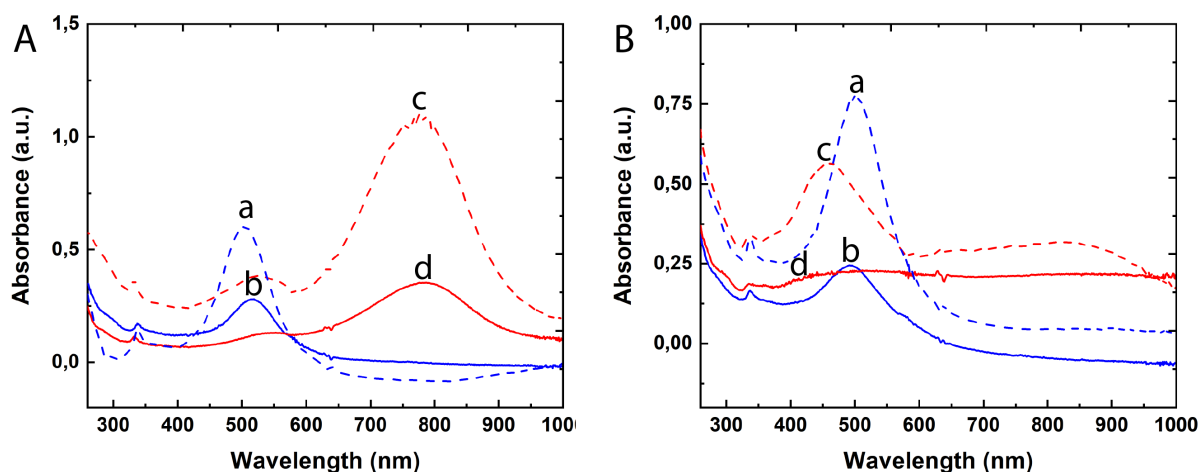 A
1,5
1,0
0,5
0,0
Absorbance (a.u.)
a
b
c
d
300 400 500 600 700 800 900 100
Wavelength (nm)
B
1,00
0,75
0,50
0,25
0,00
Absorbance (a.u.)
a
c
b
d
300 400 500 600 700 800 900 1000
Wavelength (nm)